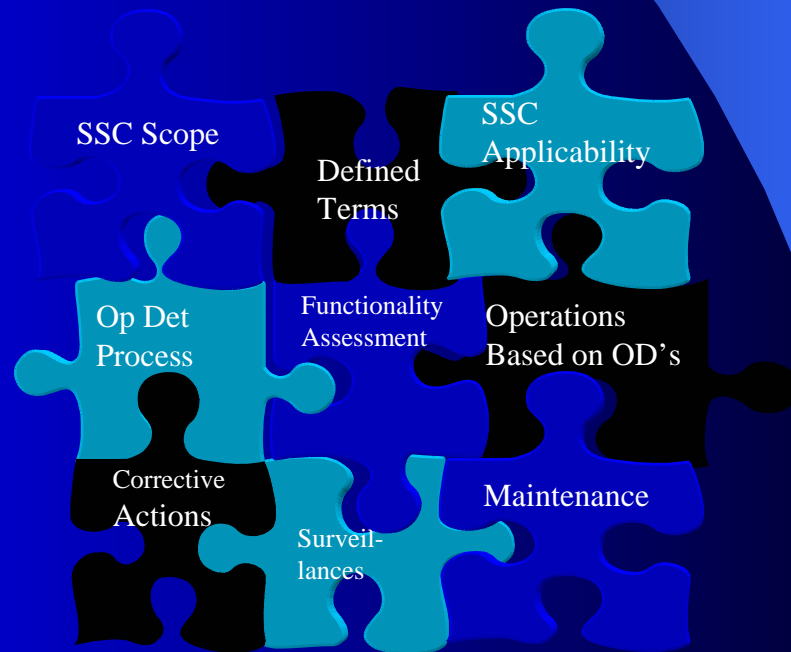 SSC Scope
Defined
Terms
SSC
Applicability
Op Det
Process
Functionality
Assessment
Operations
Based on OD's
Corrective
Actions
Surveil-
lances
Maintenance